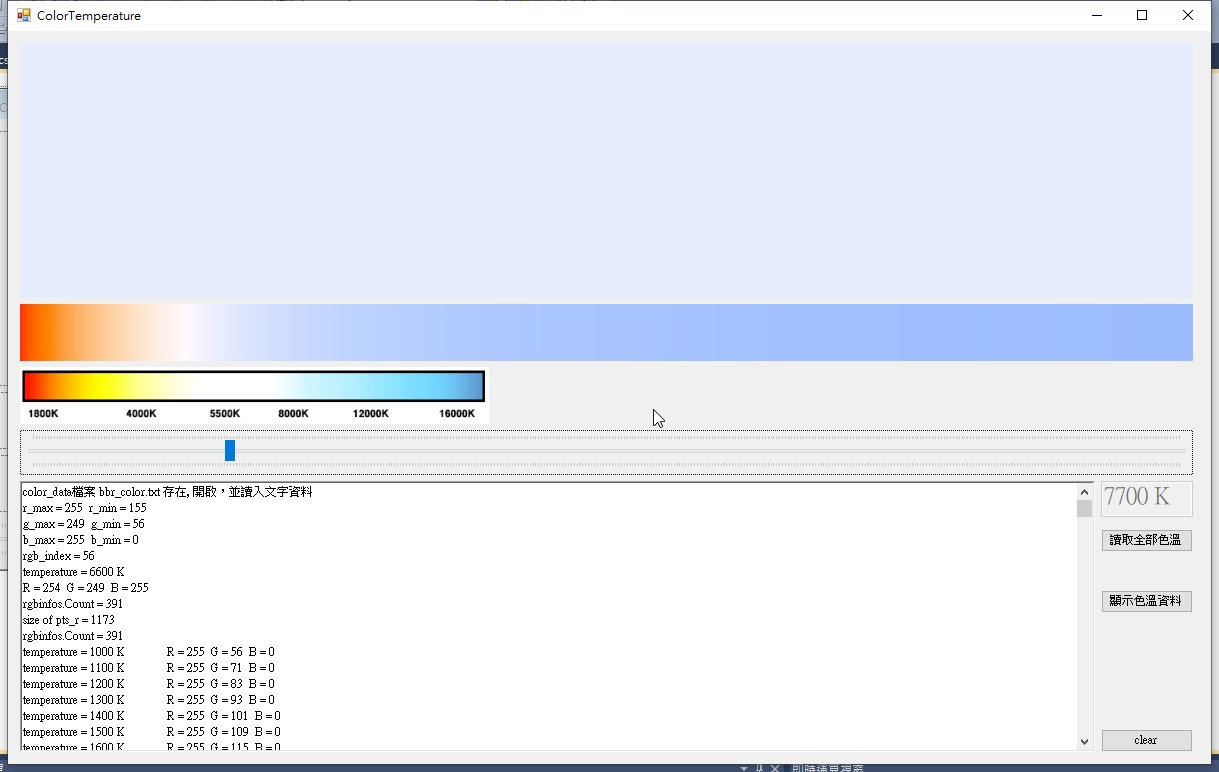 ColorTemperature
1800K 4000K 5500K 8000K 12000K 16000K
color_data檔案 bbr_color.txt 存在, 開啟，並讀入文字資料
r_max = 255 r_min = 155
g_max = 249 g_min = 56
b_max = 255 b_min = 0
rgb_index = 56
temperature = 6600 K
R = 254 G = 249 B = 255
rgbinfos.Count = 391
size of pts_r = 1173
rgbinfos.Count = 391
temperature = 1000 K R = 255 G = 56 B = 0
temperature = 1100 K R = 255 G = 71 B = 0
temperature = 1200 K R = 255 G = 83 B = 0
temperature = 1300 K R = 255 G = 93 B = 0
temperature = 1400 K R = 255 G = 101 B = 0
temperature = 1500 K R = 255 G = 109 B = 0
temperature = 1600 K R = 255 G = 115 B = 0
7700 K
讀取全部色溫
顯示色溫資料
clear